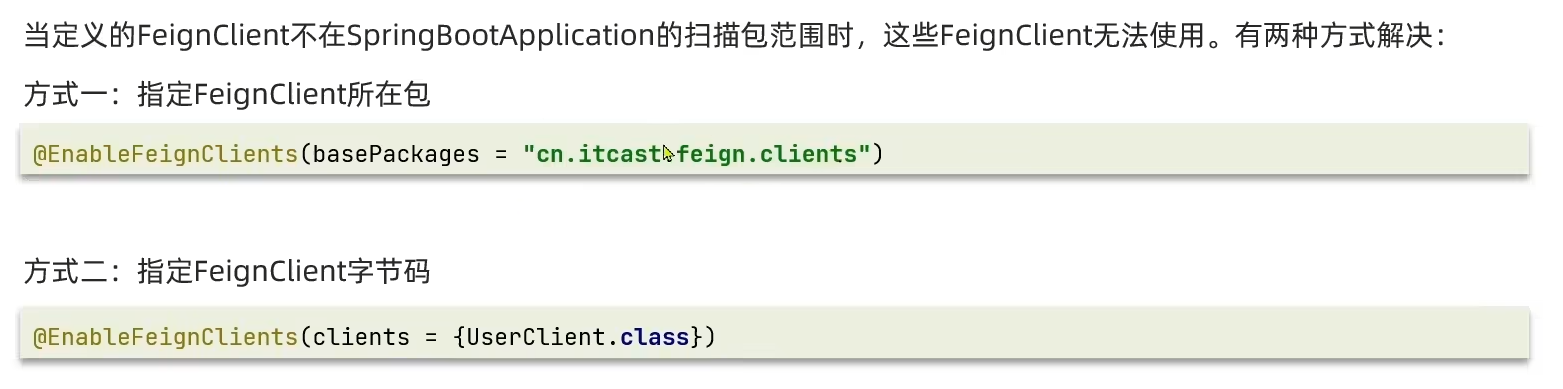 当定义的FeignClient不在SpringBootApplication的扫描包范围时，这些FeignClient无法使用。有两种方式解决：
方式一：指定FeignClient所在包
@EnableFeignClients(basePackages = "cn.itcast.feign.clients")
方式二：指定FeignClient字节码
@EnableFeignClients(clients = {UserClient.class})